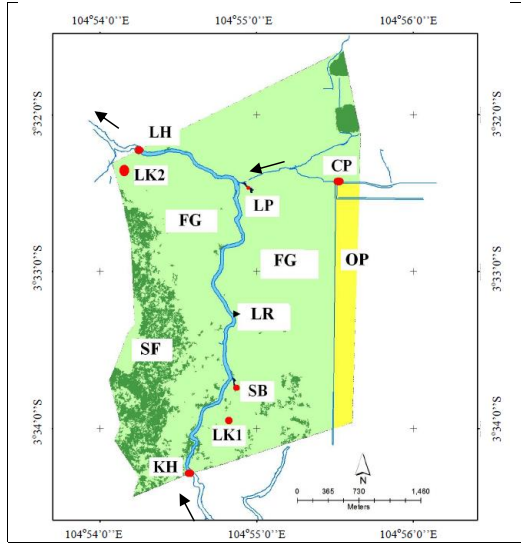 104°54'0"E 104°55'0"E 104°56'0"E
3°32'0"S 3°32'0"S
LH
CP
LK2
LP
FG
FG OP
3°33'0"S 3°33'0"S
LR
SF
SB
LK1
3°34'0"S 3°34'0"S
KH
N
0 365 730 1,460
Meters
104°54'0"E 104°55'0"E 104°56'0"E